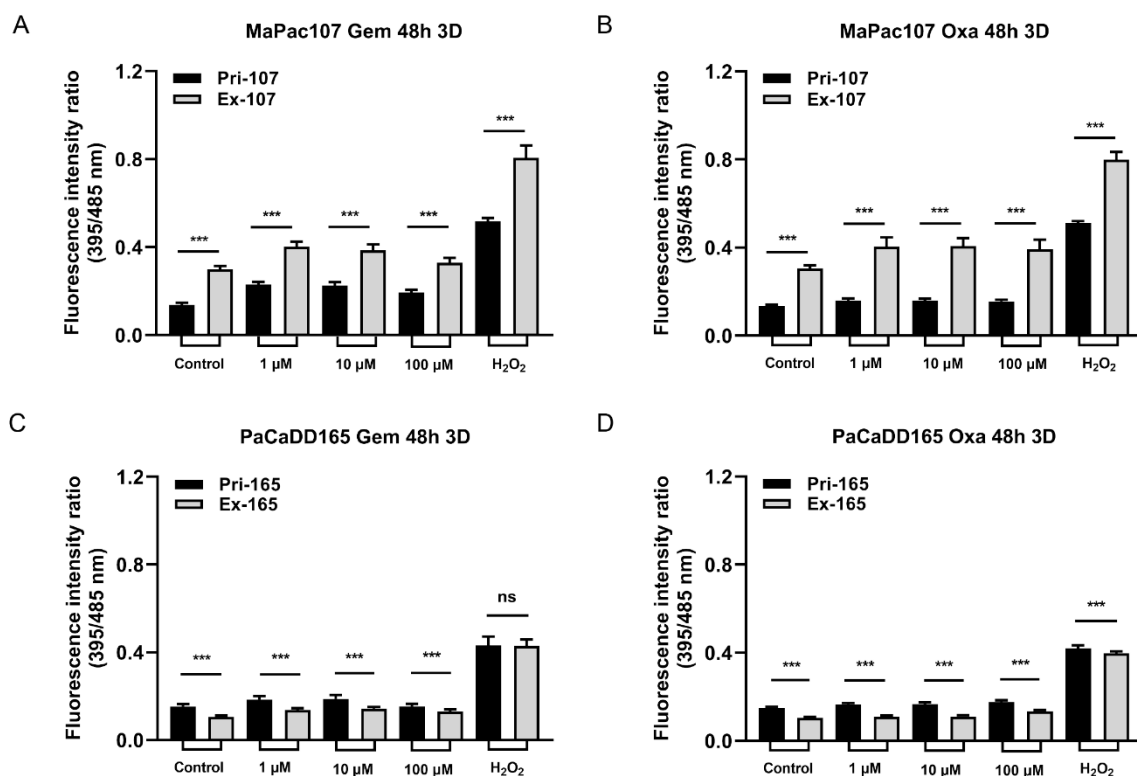 A
MaPac107 Gem 48h 3D
Fluorescence intensity ratio
(395/485 nm)
1.2
0.8
0.4
0.0
Pri-107
Ex-107
***
***
***
***
***
Control
1 µM
10 µM
100 µM
H₂O₂
B
MaPac107 Oxa 48h 3D
Fluorescence intensity ratio
(395/485 nm)
1.2
0.8
0.4
0.0
Pri-107
Ex-107
***
***
***
***
***
Control
1 µM
10 µM
100 µM
H₂O₂
C
PaCaDD165 Gem 48h 3D
Fluorescence intensity ratio
(395/485 nm)
1.2
0.8
0.4
0.0
Pri-165
Ex-165
***
***
***
***
ns
Control
1 µM
10 µM
100 µM
H₂O₂
D
PaCaDD165 Oxa 48h 3D
Fluorescence intensity ratio
(395/485 nm)
1.2
0.8
0.4
0.0
Pri-165
Ex-165
***
***
***
***
***
Control
1 µM
10 µM
100 µM
H₂O₂